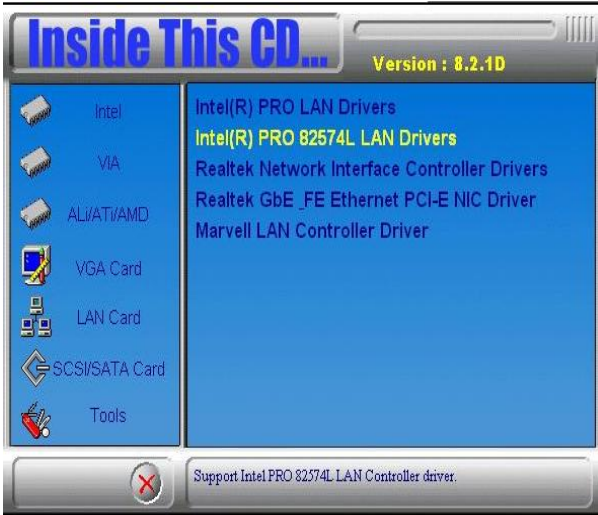 Inside This CD...
Version : 8.2.1D
Intel
VIA
ALi/ATi/AMD
VGA Card
LAN Card
SCSI/SATA Card
Tools
Intel(R) PRO LAN Drivers
Intel(R) PRO 82574L LAN Drivers
Realtek Network Interface Controller Drivers
Realtek GbE _FE Ethernet PCI-E NIC Driver
Marvell LAN Controller Driver
Support Intel PRO 82574L LAN Controller driver.